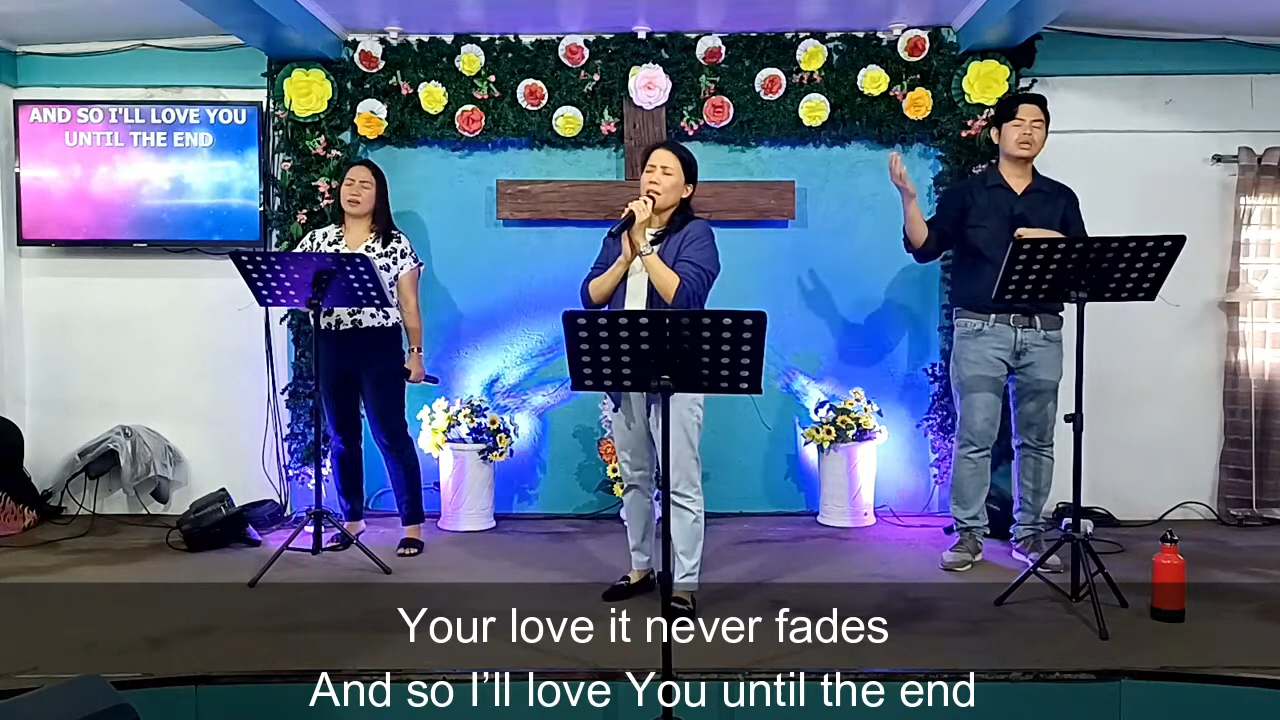 AND SO I'LL LOVE YOU
UNTIL THE END
Your love it never fades
And so I’ll love You until the end